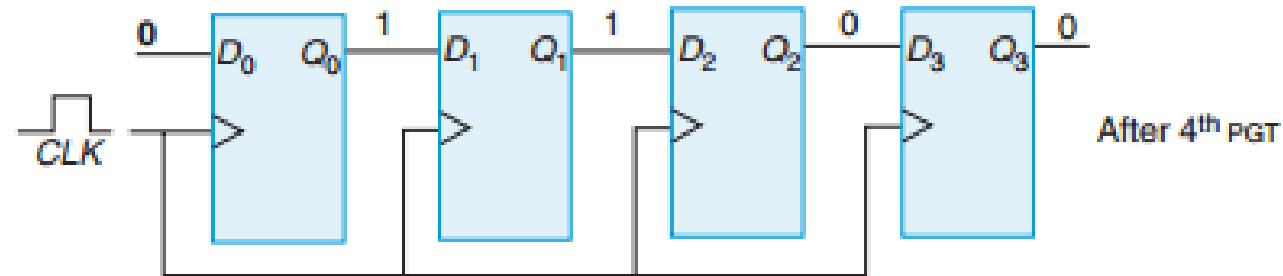 0 1 1 0 0
D₀ Q₀ D₁ Q₁ D₂ Q₂ D₃ Q₃
CLK
After 4ᵗʰ PGT